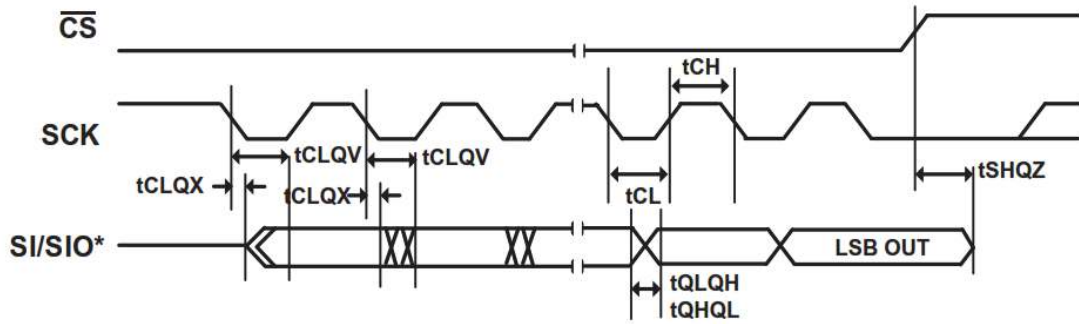 CS
tCH
SCK
tCLQV
tCLQV
tSHQZ
tCLQX
tCLQX
tCL
SI/SIO*
LSB OUT
tQLQH
tQHQL